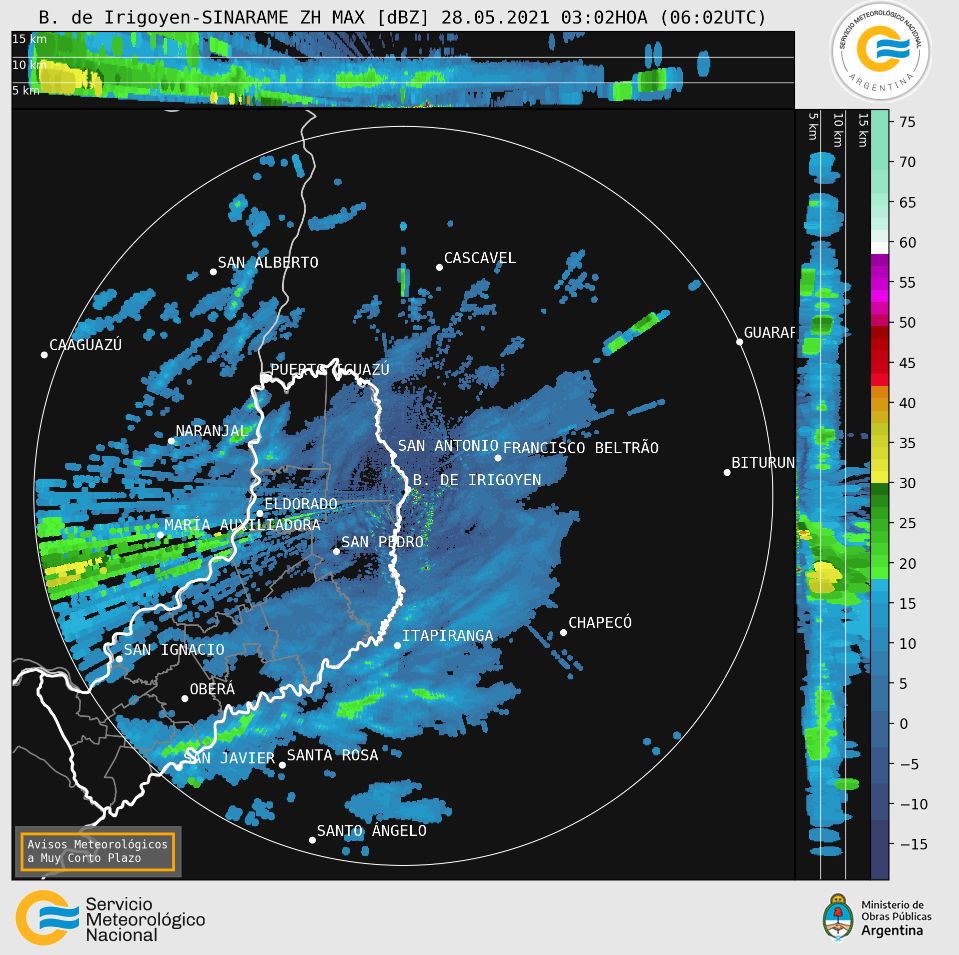 B. de Irigoyen-SINARAME ZH MAX [dBZ] 28.05.2021 03:02HOA (06:02UTC)
SERVICIO METEOROLÓGICO NACIONAL
ARGENTINA
15 km
10 km
5 km
5 km
10 km
15 km
75
70
65
60
55
50
45
40
35
30
25
20
15
10
5
0
−5
−10
−15
CASCAVEL
SAN ALBERTO
GUARAP
CAAGUAZÚ
PUERTO IGUAZÚ
NARANJAL
SAN ANTONIO
FRANCISCO BELTRÃO
BITURUN
B. DE IRIGOYEN
ELDORADO
MARÍA AUXILIADORA
SAN PEDRO
CHAPECÓ
ITAPIRANGA
SAN IGNACIO
OBERÁ
SAN JAVIER
SANTA ROSA
SANTO ÁNGELO
Avisos Meteorológicos
a Muy Corto Plazo
Servicio
Meteorológico
Nacional
Ministerio de
Obras Públicas
Argentina